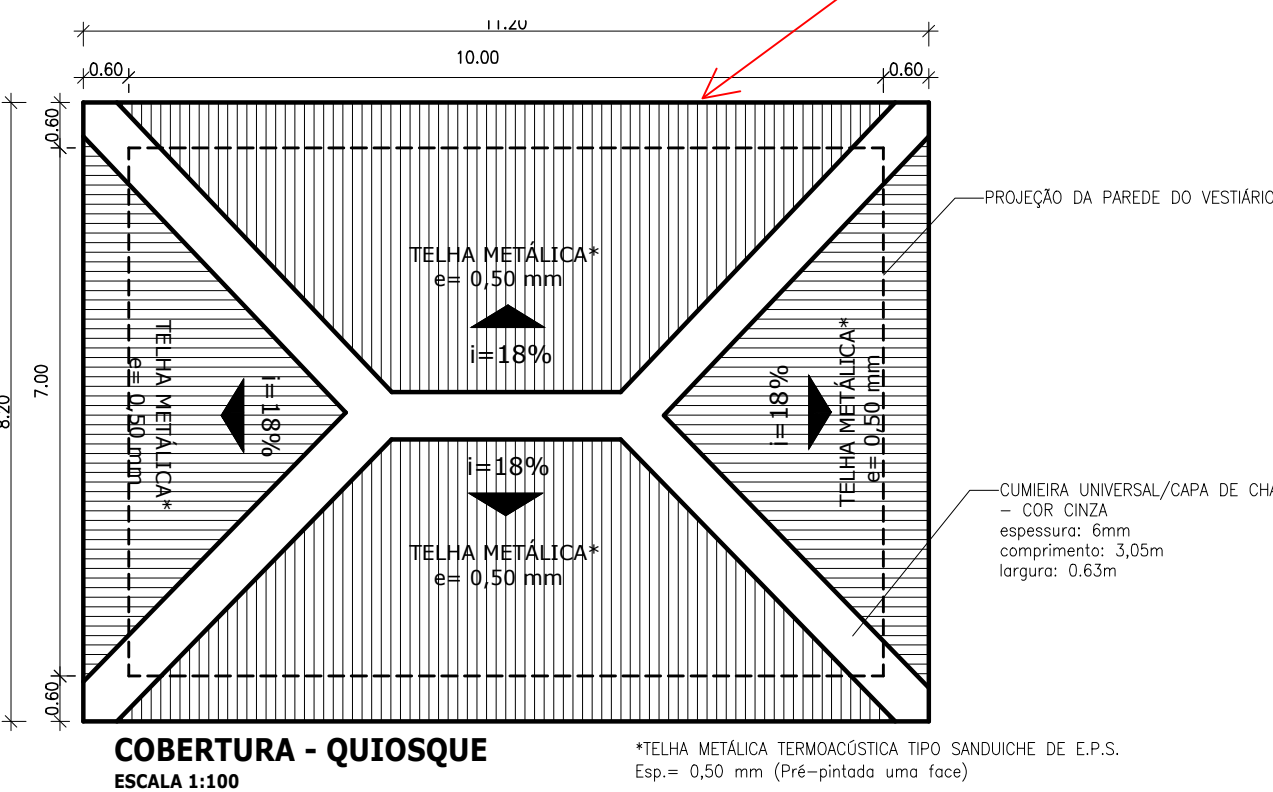 11.20
10.00
0.60
0.60
0.60
PROJEÇÃO DA PAREDE DO VESTIÁRIO
TELHA METÁLICA*
e= 0,50 mm
i=18%
TELHA METÁLICA*
e= 0,50 mm
i=18%
7.00
8.20
i=18%
TELHA METÁLICA*
e= 0,50 mm
i=18%
TELHA METÁLICA*
e= 0,50 mm
CUMIEIRA UNIVERSAL/CAPA DE
– COR CINZA
espessura: 6mm
comprimento: 3,05m
largura: 0.63m
0.60
COBERTURA - QUIOSQUE
ESCALA 1:100
*TELHA METÁLICA TERMOACÚSTICA TIPO SANDUICHE DE E.P.S.
Esp.= 0,50 mm (Pré-pintada uma face)